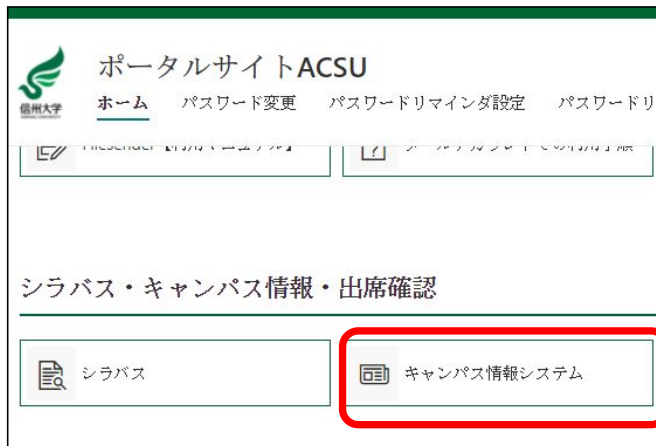 ポータルサイトACSU
信州大学
ホーム パスワード変更 パスワードリマインダ設定 パスワードリ
シラバス・キャンパス情報・出席確認
シラバス キャンパス情報システム